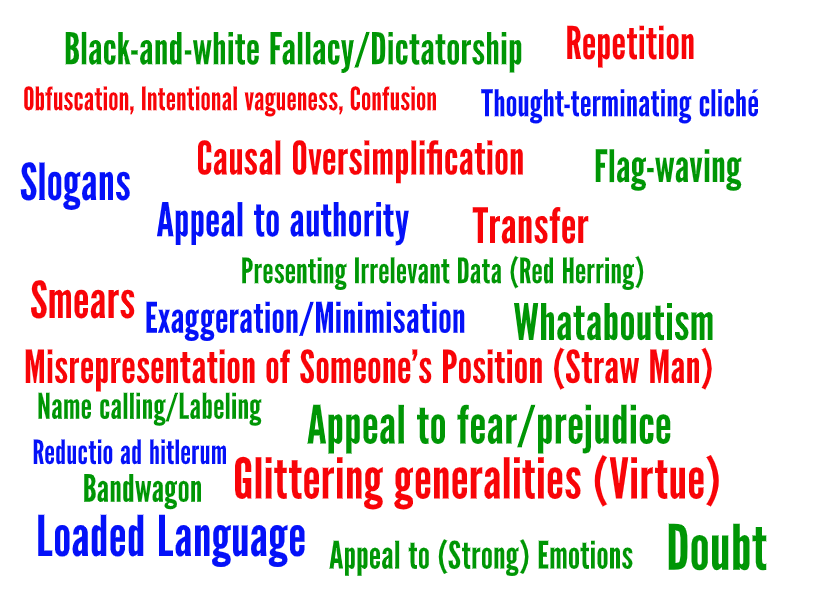 Black-and-white Fallacy/Dictatorship
Repetition
Obfuscation, Intentional vagueness, Confusion
Thought-terminating cliché
Causal Oversimplification
Flag-waving
Slogans
Appeal to authority
Transfer
Presenting Irrelevant Data (Red Herring)
Smears
Exaggeration/Minimisation
Whataboutism
Misrepresentation of Someone’s Position (Straw Man)
Name calling/Labeling
Appeal to fear/prejudice
Reductio ad hitlerum
Glittering generalities (Virtue)
Bandwagon
Loaded Language
Appeal to (Strong) Emotions
Doubt